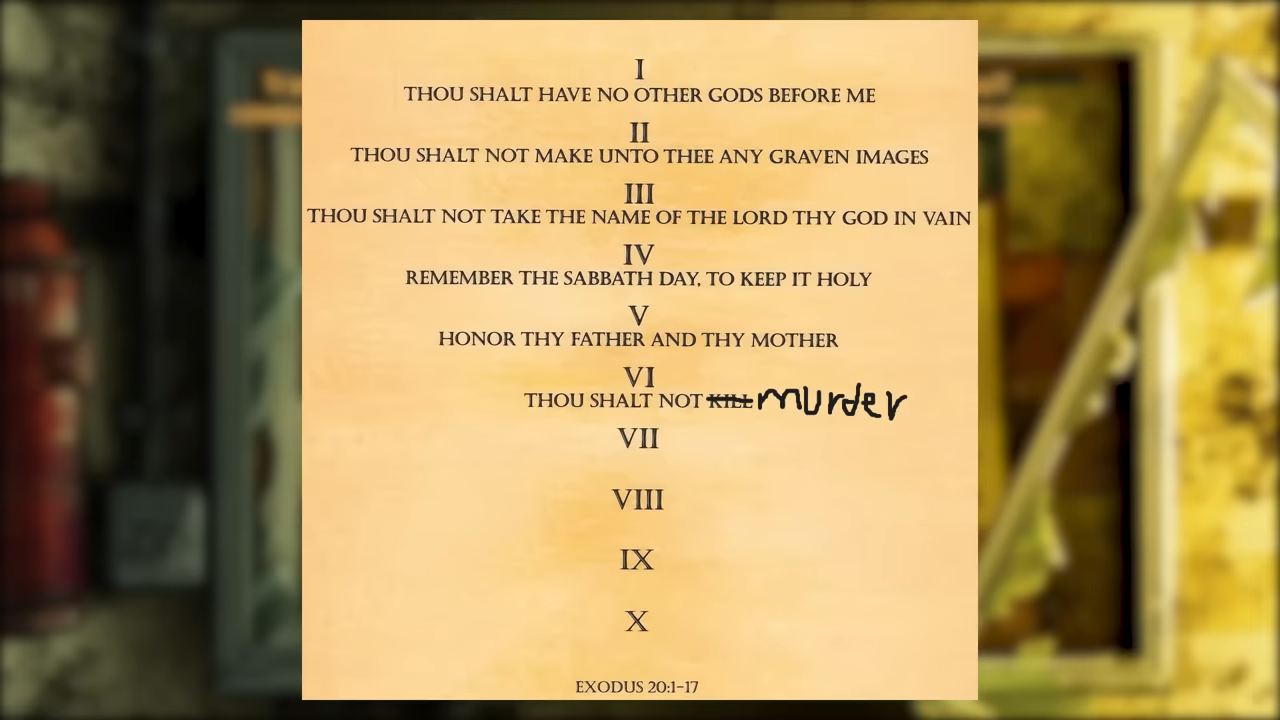 I
THOU SHALT HAVE NO OTHER GODS BEFORE ME
II
THOU SHALT NOT MAKE UNTO THEE ANY GRAVEN IMAGES
III
THOU SHALT NOT TAKE THE NAME OF THE LORD THY GOD IN VAIN
IV
REMEMBER THE SABBATH DAY, TO KEEP IT HOLY
V
HONOR THY FATHER AND THY MOTHER
VI
THOU SHALT NOT KILL murder
VII
VIII
IX
X
EXODUS 20:1-17